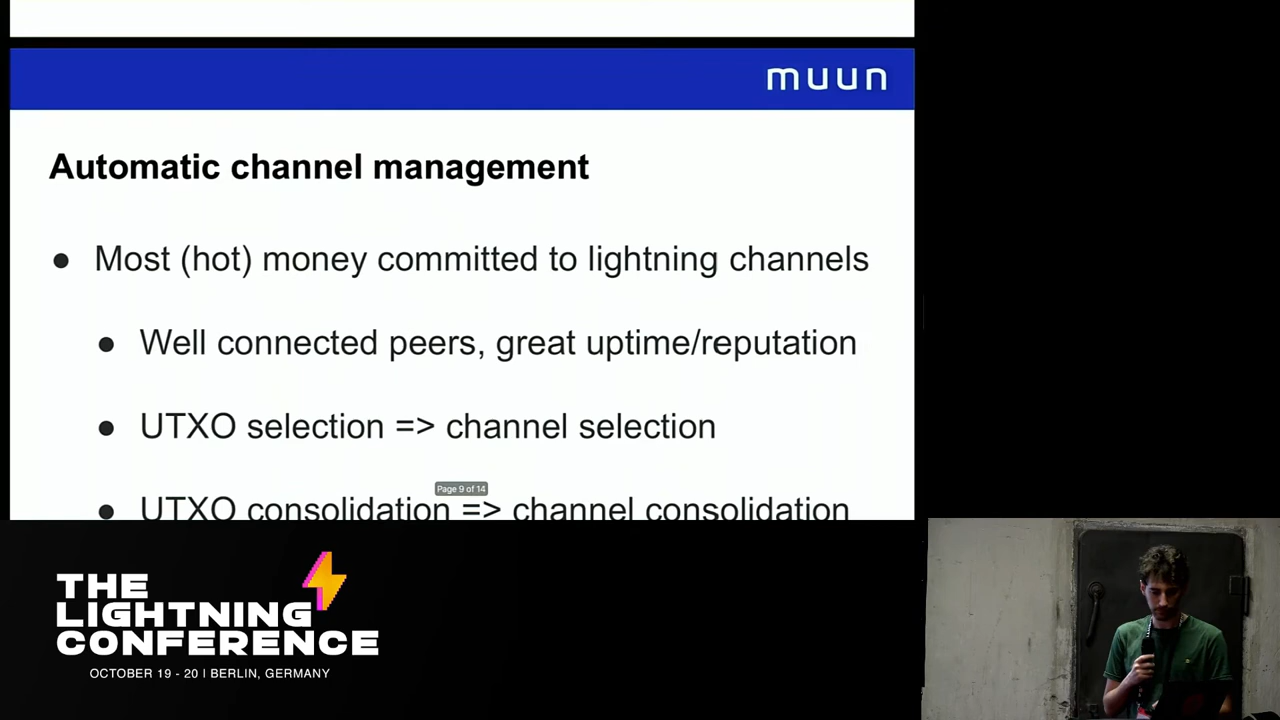 muun
Automatic channel management
● Most (hot) money committed to lightning channels
● Well connected peers, great uptime/reputation
● UTXO selection => channel selection
Page 9 of 14
● UTXO consolidation => channel consolidation
THE
LIGHTNING
CONFERENCE
OCTOBER 19 - 20 | BERLIN, GERMANY